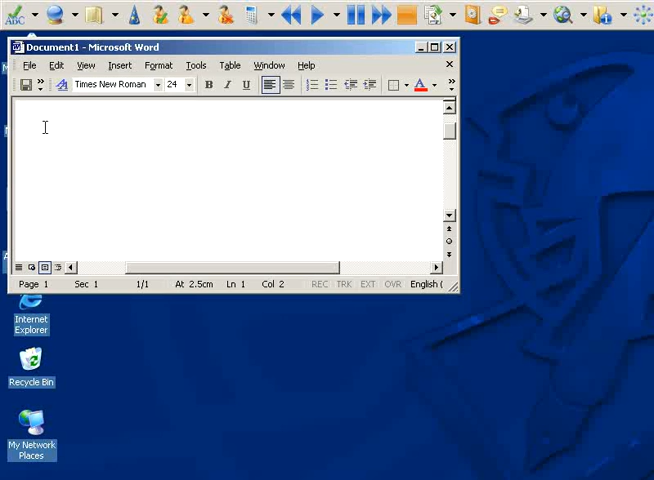 ABC
Document1 - Microsoft Word
File Edit View Insert Format Tools Table Window Help
Times New Roman 24 B I U A
Page 1 Sec 1 1/1 At 2.5cm Ln 1 Col 2 REC TRK EXT OVR English (
Internet
Explorer
Recycle Bin
My Network
Places